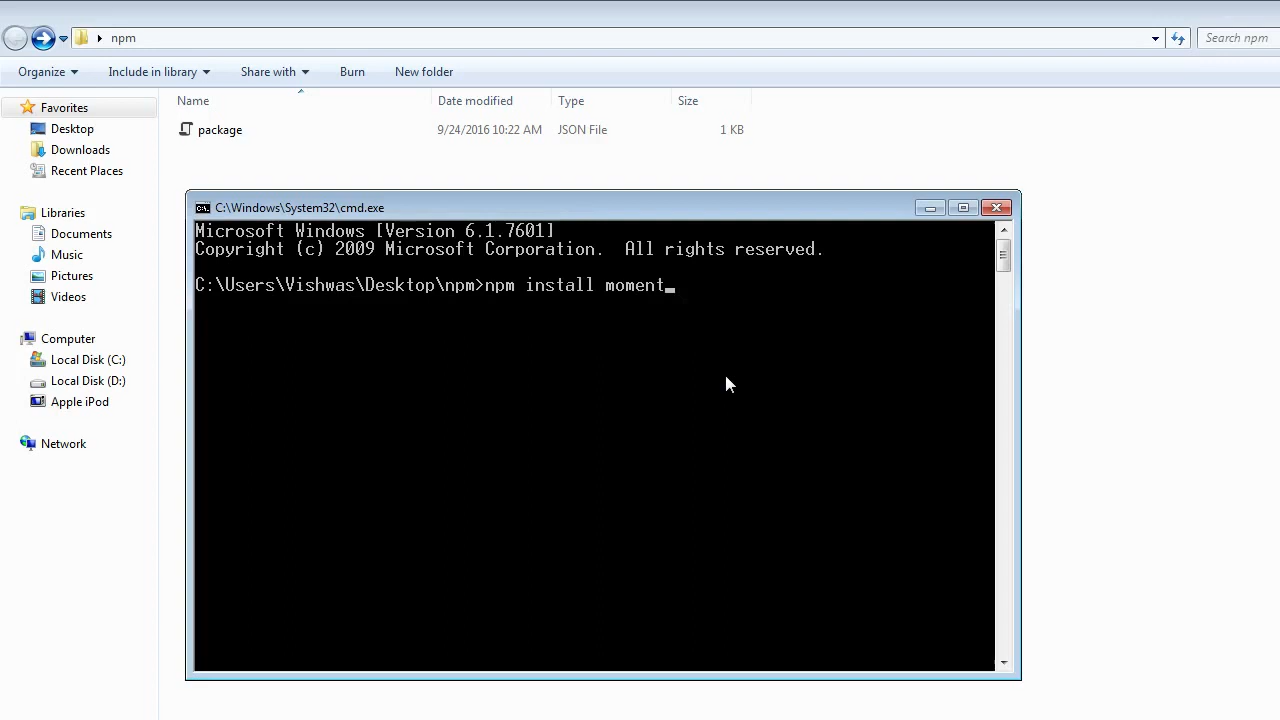 npm
Search npm
Organize Include in library Share with Burn New folder
Favorites
Desktop
Downloads
Recent Places
Libraries
Documents
Music
Pictures
Videos
Computer
Local Disk (C:)
Local Disk (D:)
Apple iPod
Network
Name Date modified Type Size
package 9/24/2016 10:22 AM JSON File 1 KB
C:\Windows\System32\cmd.exe
Microsoft Windows [Version 6.1.7601]
Copyright (c) 2009 Microsoft Corporation.  All rights reserved.
C:\Users\Vishwas\Desktop\npm>npm install moment_